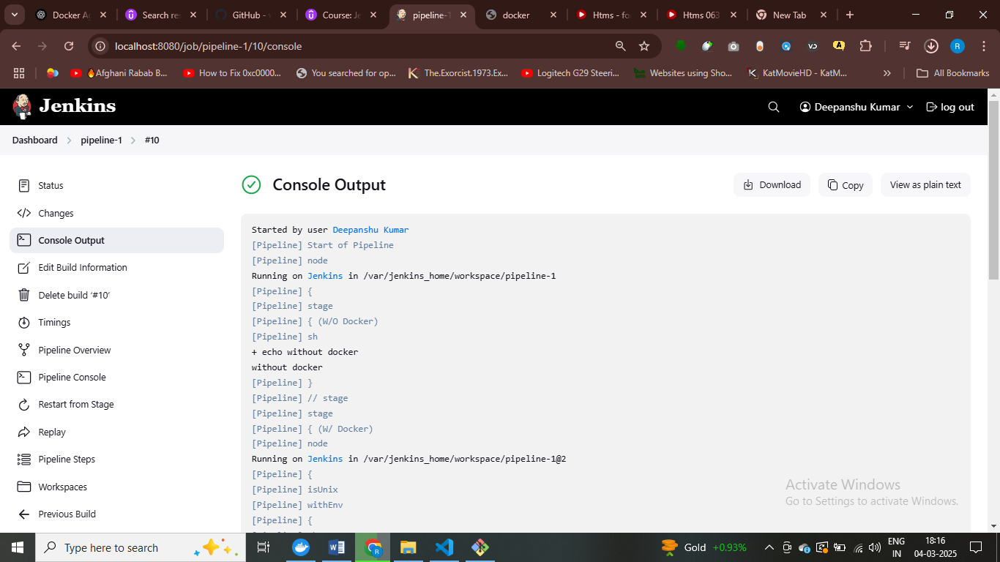 Docker Ac
Search res
GitHub -
Course: Je
pipeline-1
docker
Htms - fo
Htms 063
New Tab
localhost:8080/job/pipeline-1/10/console
R
Afghani Rabab B...
How to Fix 0xc0000...
You searched for op...
The.Exorcist.1973.Ex...
Logitech G29 Steeri...
Websites using Sho...
KatMovieHD - KatM...
All Bookmarks
Jenkins
Deepanshu Kumar
log out
Dashboard
pipeline-1
#10
Status
Changes
Console Output
Edit Build Information
Delete build ‘#10’
Timings
Pipeline Overview
Pipeline Console
Restart from Stage
Replay
Pipeline Steps
Workspaces
Previous Build
Console Output
Download
Copy
View as plain text
Started by user Deepanshu Kumar
[Pipeline] Start of Pipeline
[Pipeline] node
Running on Jenkins in /var/jenkins_home/workspace/pipeline-1
[Pipeline] {
[Pipeline] stage
[Pipeline] { (W/O Docker)
[Pipeline] sh
+ echo without docker
without docker
[Pipeline] }
[Pipeline] // stage
[Pipeline] stage
[Pipeline] { (W/ Docker)
[Pipeline] node
Running on Jenkins in /var/jenkins_home/workspace/pipeline-1@2
[Pipeline] {
[Pipeline] isUnix
[Pipeline] withEnv
[Pipeline] {
Activate Windows
Go to Settings to activate Windows.
Type here to search
Gold +0.93%
ENG
IN
18:16
04-03-2025